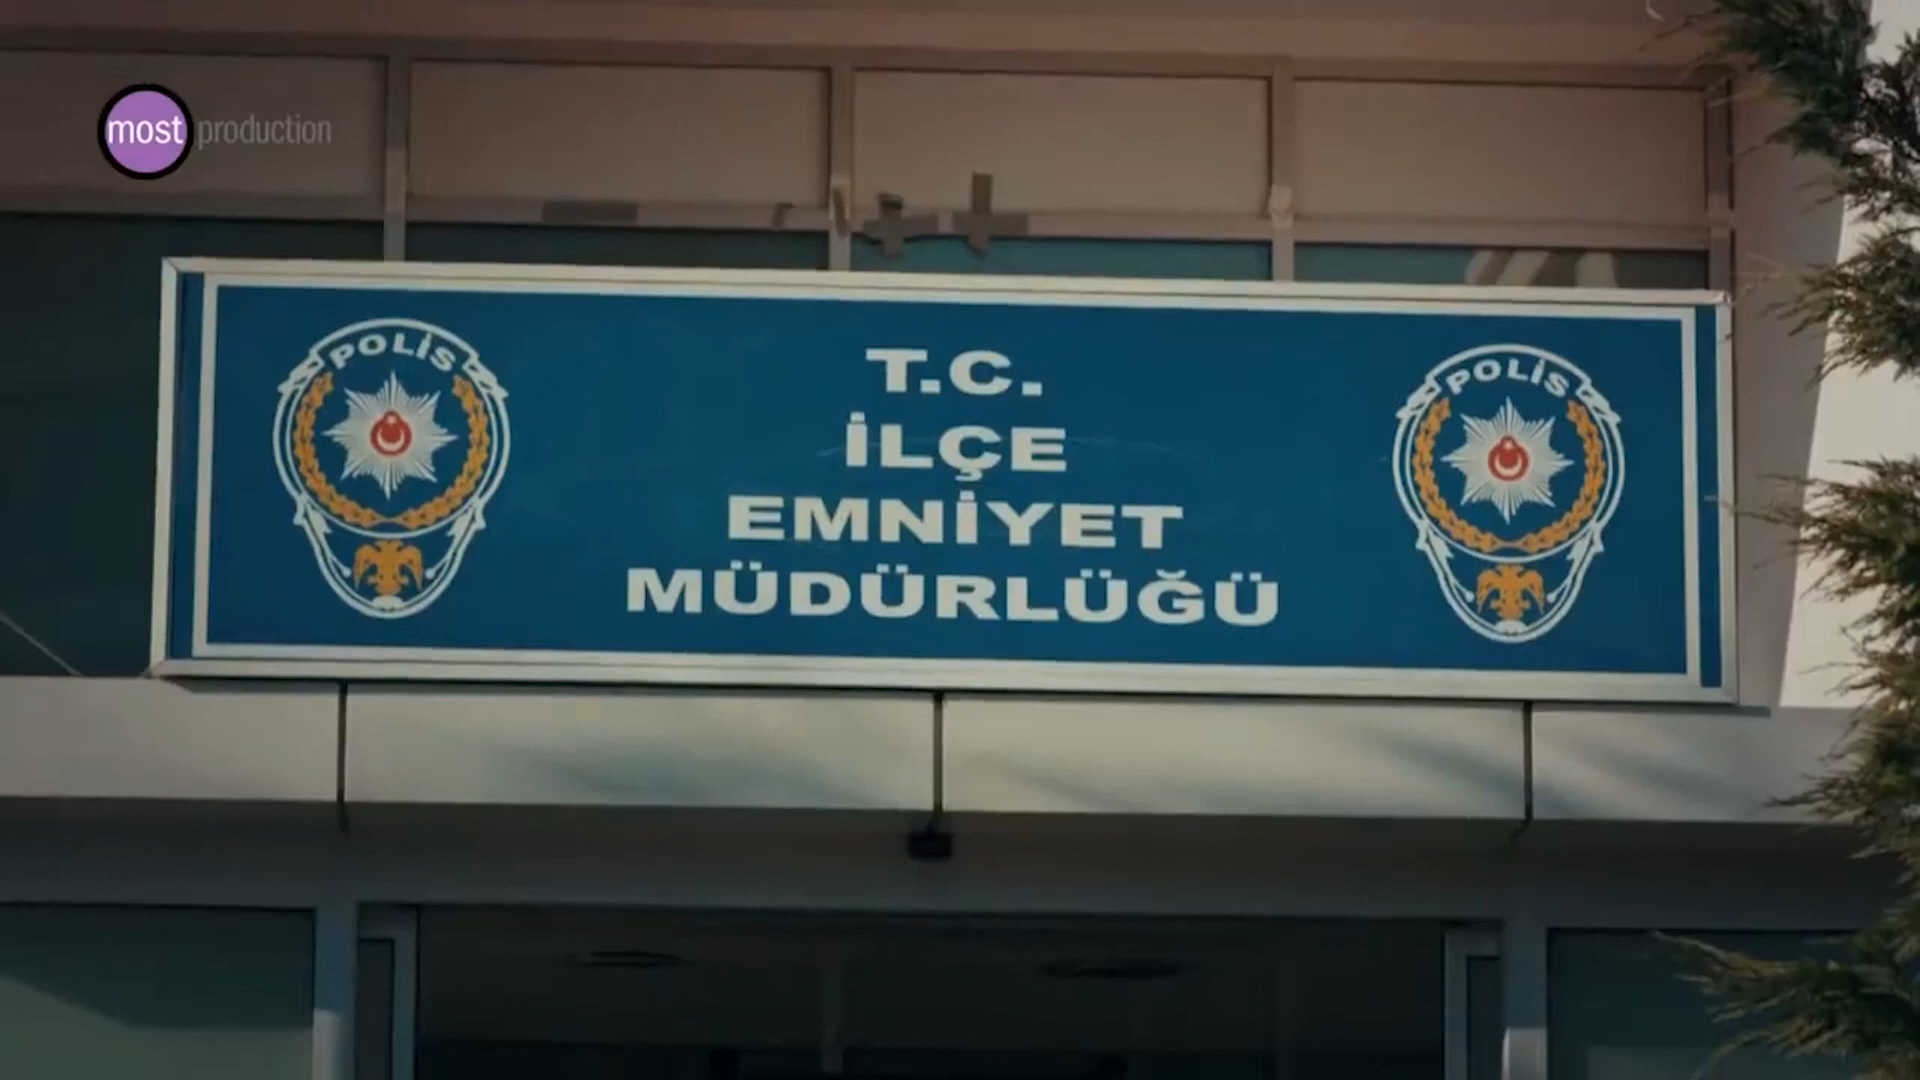 most production
POLİS
T.C.
İLÇE
EMNİYET
MÜDÜRLÜĞÜ
POLİS